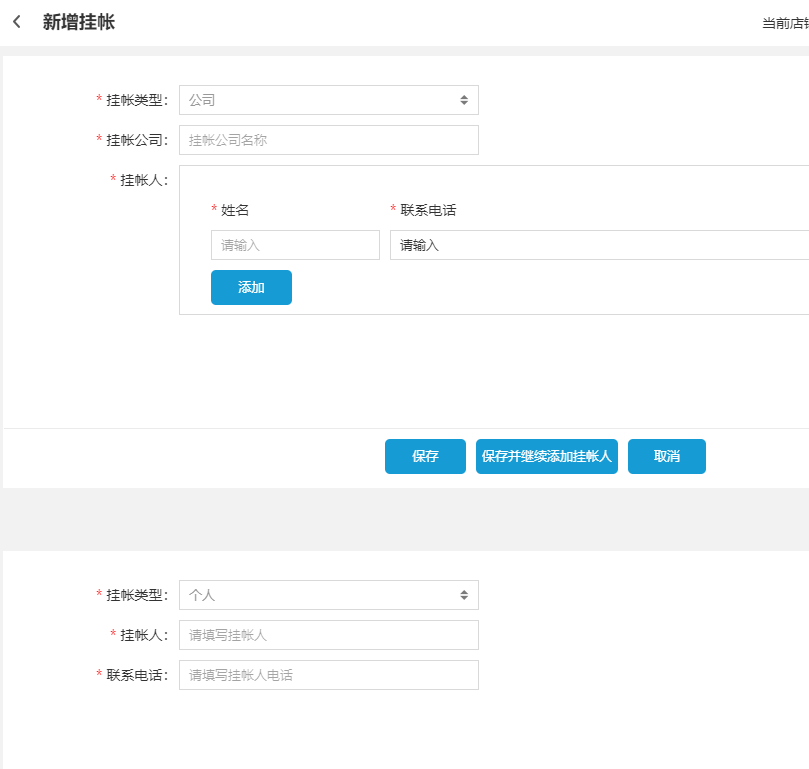 新增挂帐
当前店
* 挂帐类型: 公司
* 挂帐公司: 挂帐公司名称
* 挂帐人:
* 姓名 * 联系电话
请输入 请输入
添加
保存 保存并继续添加挂帐人 取消
* 挂帐类型: 个人
* 挂帐人: 请填写挂帐人
* 联系电话: 请填写挂帐人电话